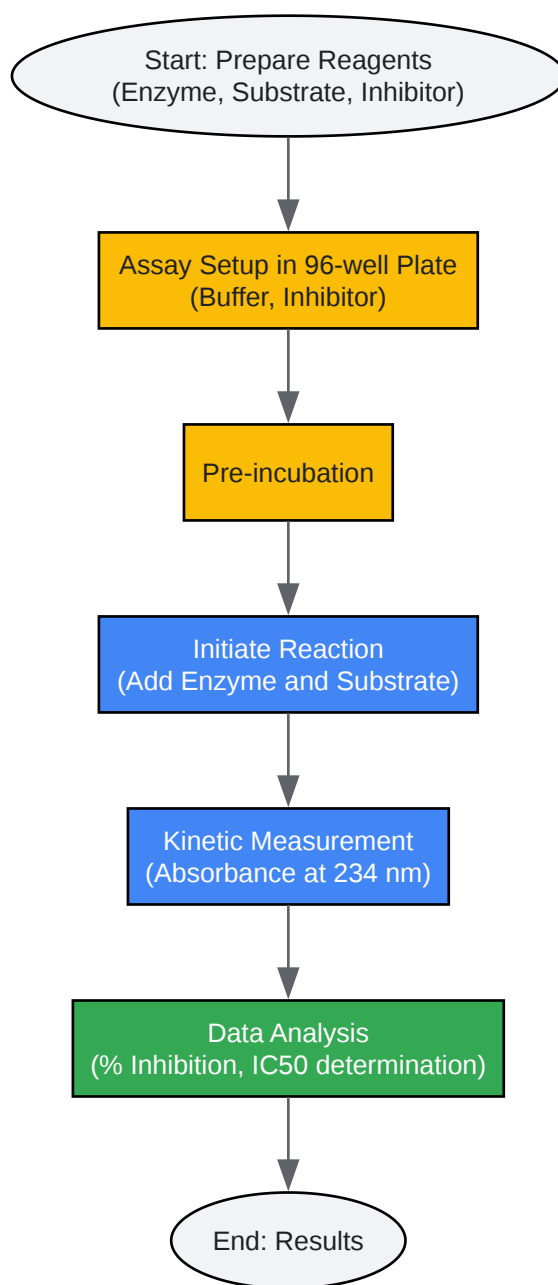 Start: Prepare Reagents
(Enzyme, Substrate, Inhibitor)
Assay Setup in 96-well Plate
(Buffer, Inhibitor)
Pre-incubation
Initiate Reaction
(Add Enzyme and Substrate)
Kinetic Measurement
(Absorbance at 234 nm)
Data Analysis
(% Inhibition, IC50 determination)
End: Results